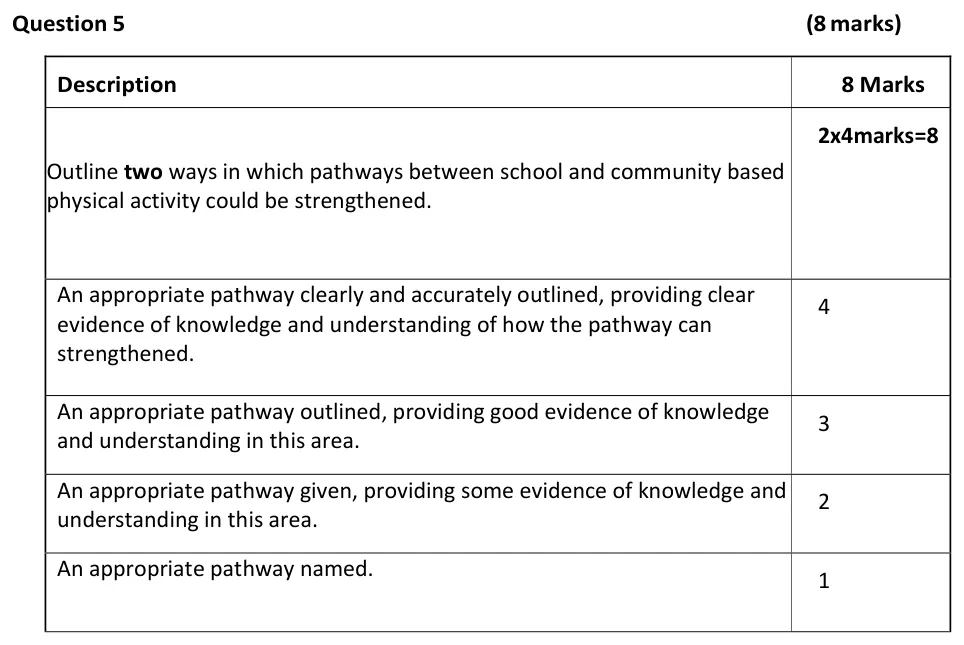 Question 5 (8 marks)
Description 8 Marks
2x4marks=8
Outline two ways in which pathways between school and community based
physical activity could be strengthened.
An appropriate pathway clearly and accurately outlined, providing clear
evidence of knowledge and understanding of how the pathway can
strengthened.
4
An appropriate pathway outlined, providing good evidence of knowledge
and understanding in this area.
3
An appropriate pathway given, providing some evidence of knowledge and
understanding in this area.
2
An appropriate pathway named.
1